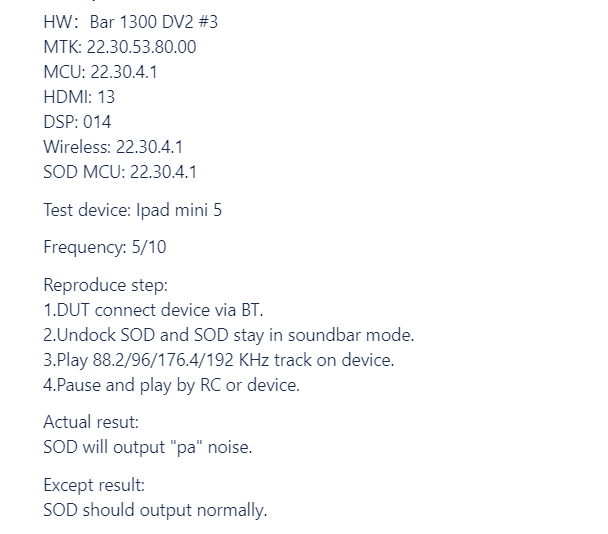 HW： Bar 1300 DV2 #3
MTK: 22.30.53.80.00
MCU: 22.30.4.1
HDMI: 13
DSP: 014
Wireless: 22.30.4.1
SOD MCU: 22.30.4.1
Test device: Ipad mini 5
Frequency: 5/10
Reproduce step:
1.DUT connect device via BT.
2.Undock SOD and SOD stay in soundbar mode.
3.Play 88.2/96/176.4/192 KHz track on device.
4.Pause and play by RC or device.
Actual resut:
SOD will output "pa" noise.
Except result:
SOD should output normally.